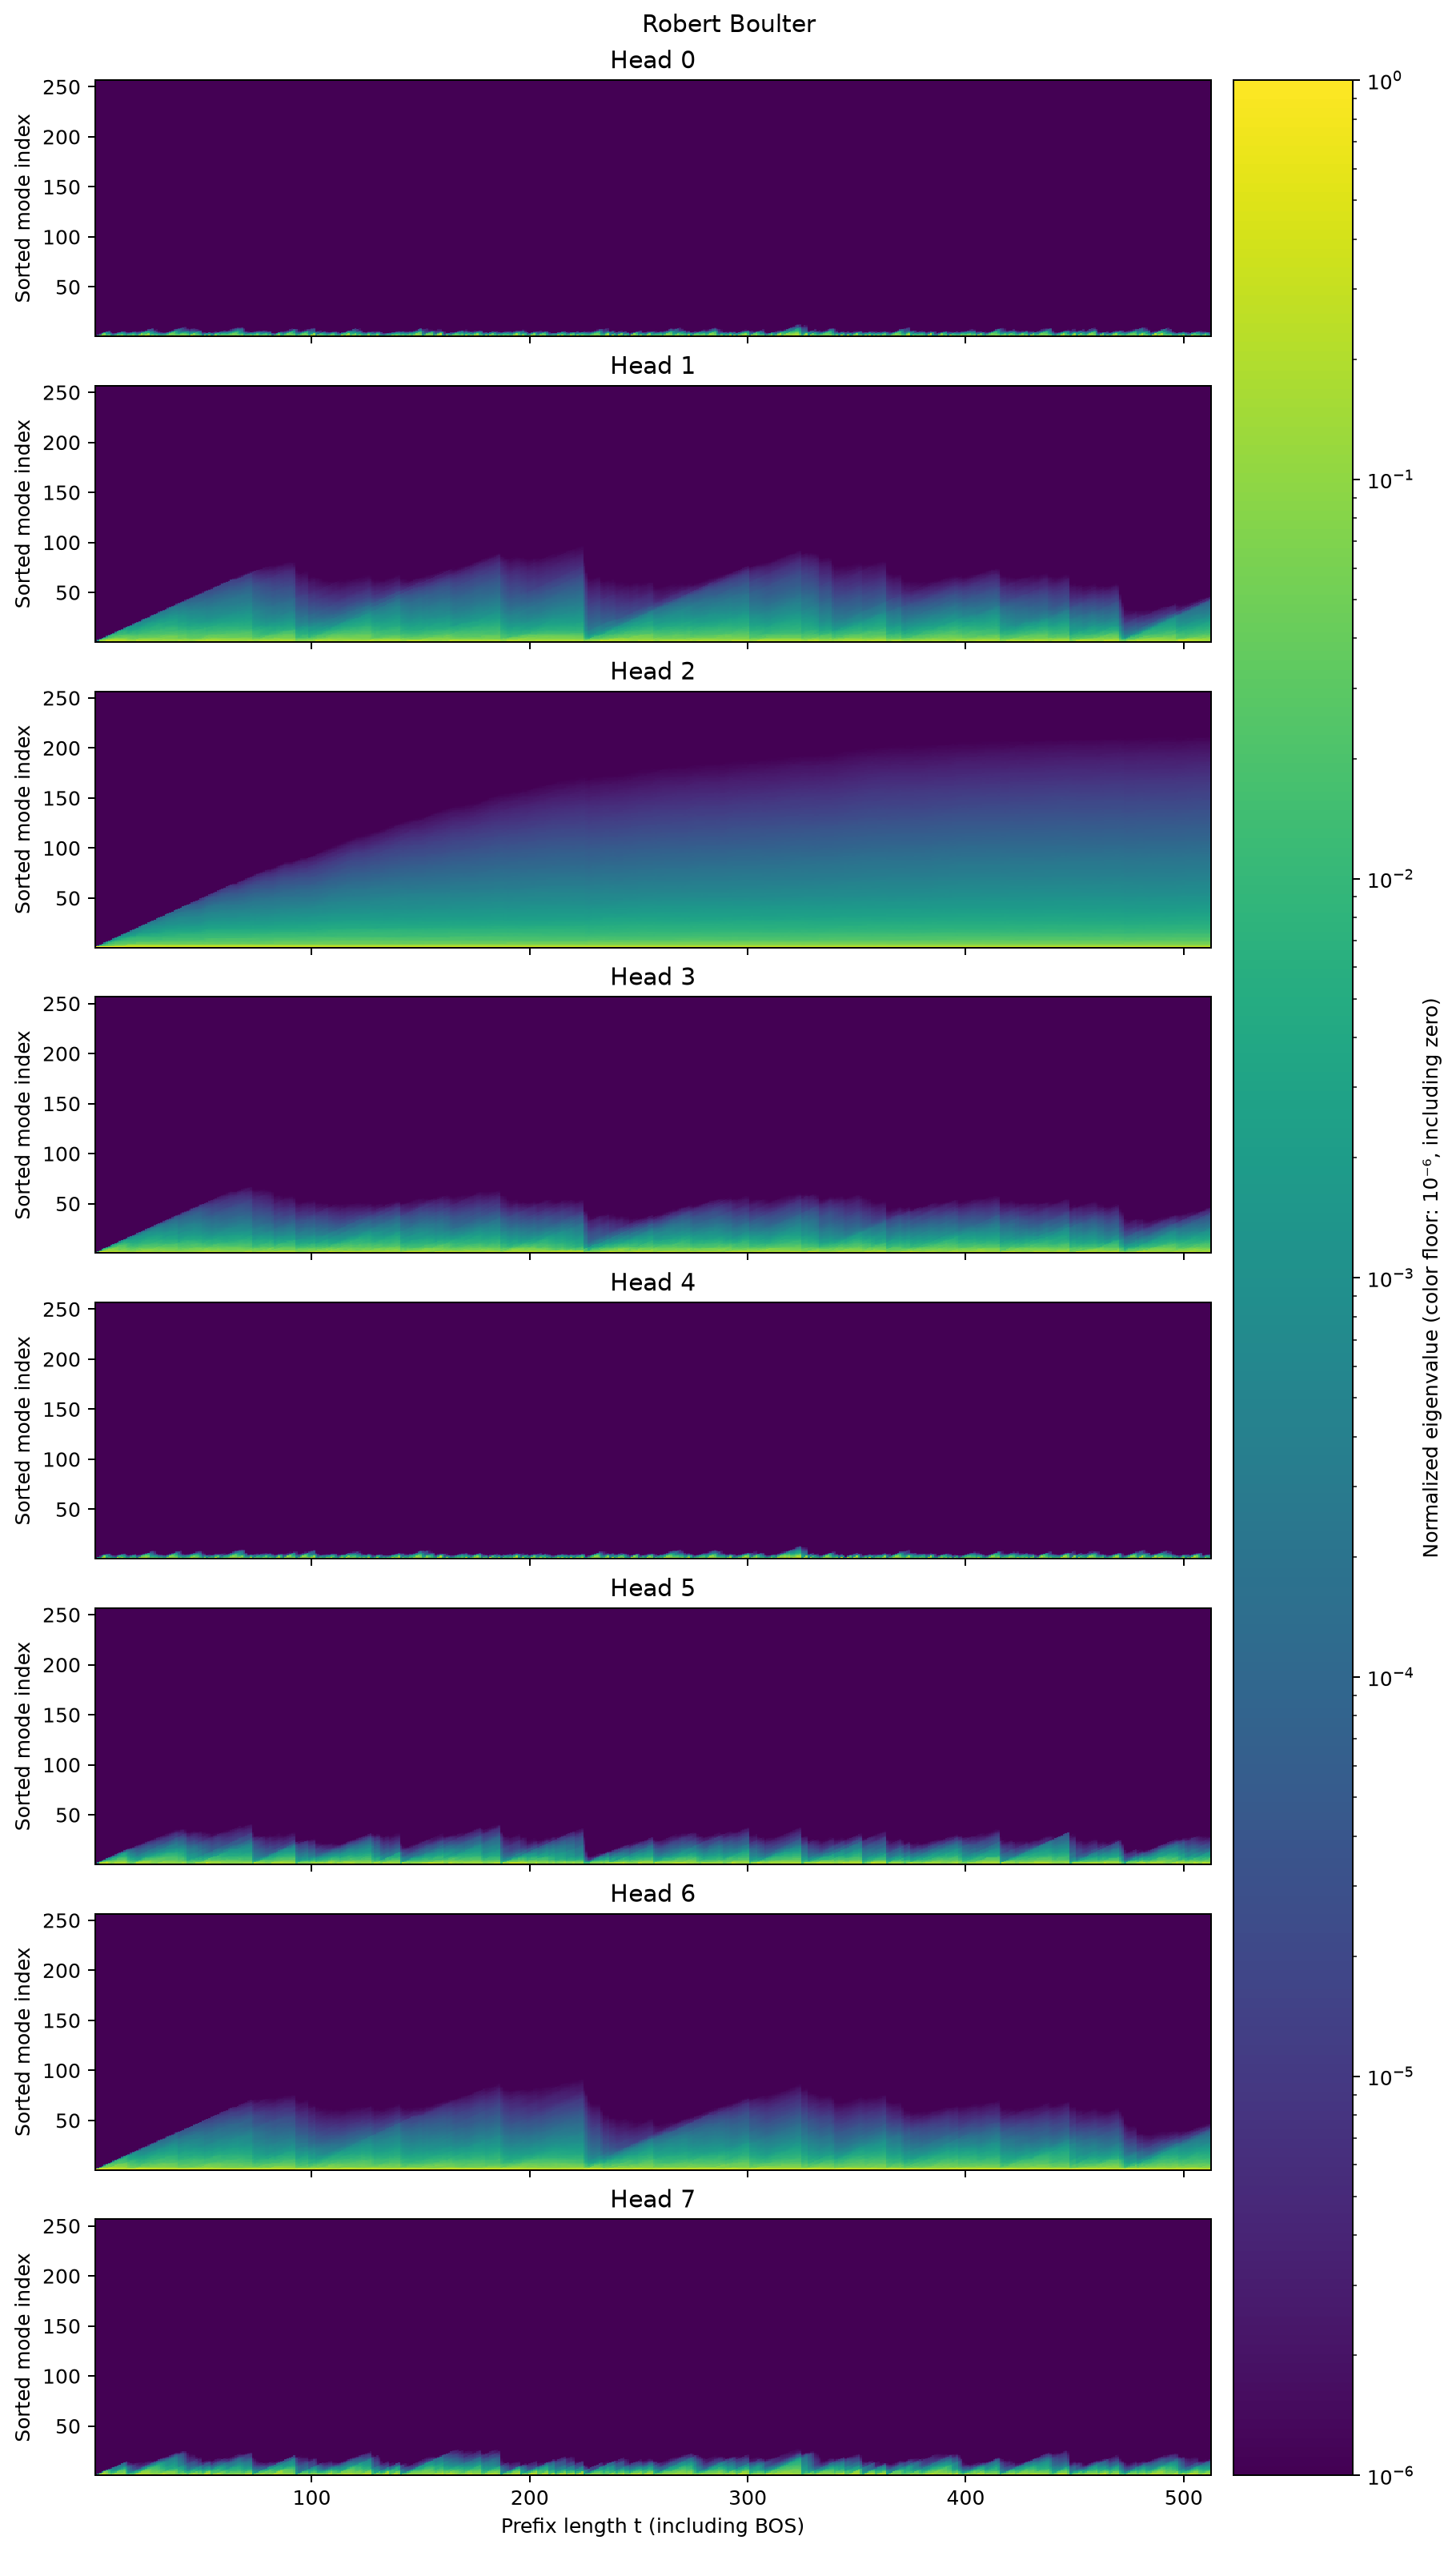 Robert Boulter
Head 0
250
200
150
100
50
Sorted mode index
Head 1
250
200
150
100
50
Sorted mode index
Head 2
250
200
150
100
50
Sorted mode index
Head 3
250
200
150
100
50
Sorted mode index
Head 4
250
200
150
100
50
Sorted mode index
Head 5
250
200
150
100
50
Sorted mode index
Head 6
250
200
150
100
50
Sorted mode index
Head 7
250
200
150
100
50
Sorted mode index
100 200 300 400 500
Prefix length t (including BOS)
10⁰
10⁻¹
10⁻²
10⁻³
10⁻⁴
10⁻⁵
10⁻⁶
Normalized eigenvalue (color floor: 10⁻⁶, including zero)